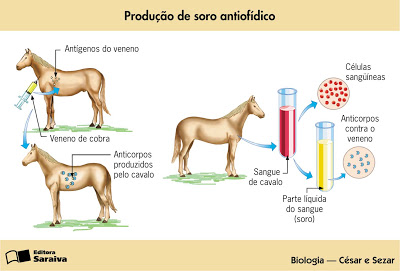 Produção de soro antiofídico
Antígenos do veneno
Veneno de cobra
Anticorpos
produzidos
pelo cavalo
Células
sangüíneas
Anticorpos
contra o
veneno
Sangue
de cavalo
Parte líquida
do sangue
(soro)
Editora
Saraiva
Biologia — César e Sezar